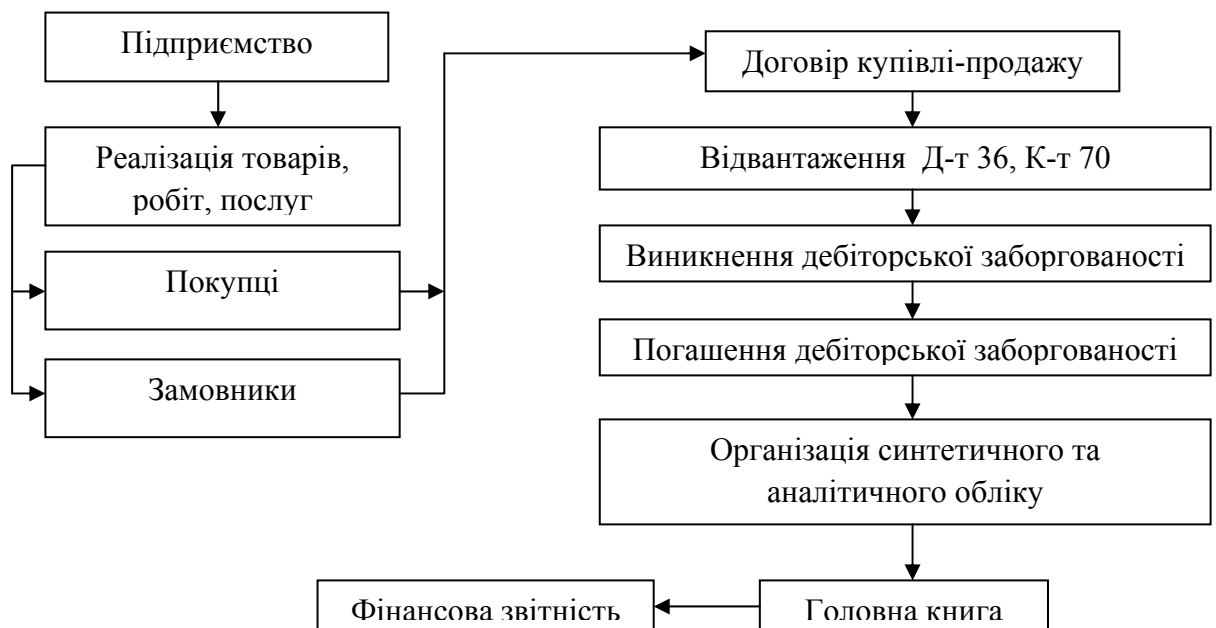 Підприємство
Реалізація товарів,
робіт, послуг
Покупці
Замовники
Договір купівлі-продажу
Відвантаження Д-т 36, К-т 70
Виникнення дебіторської заборгованості
Погашення дебіторської заборгованості
Організація синтетичного та
аналітичного обліку
Фінансова звітність
Головна книга